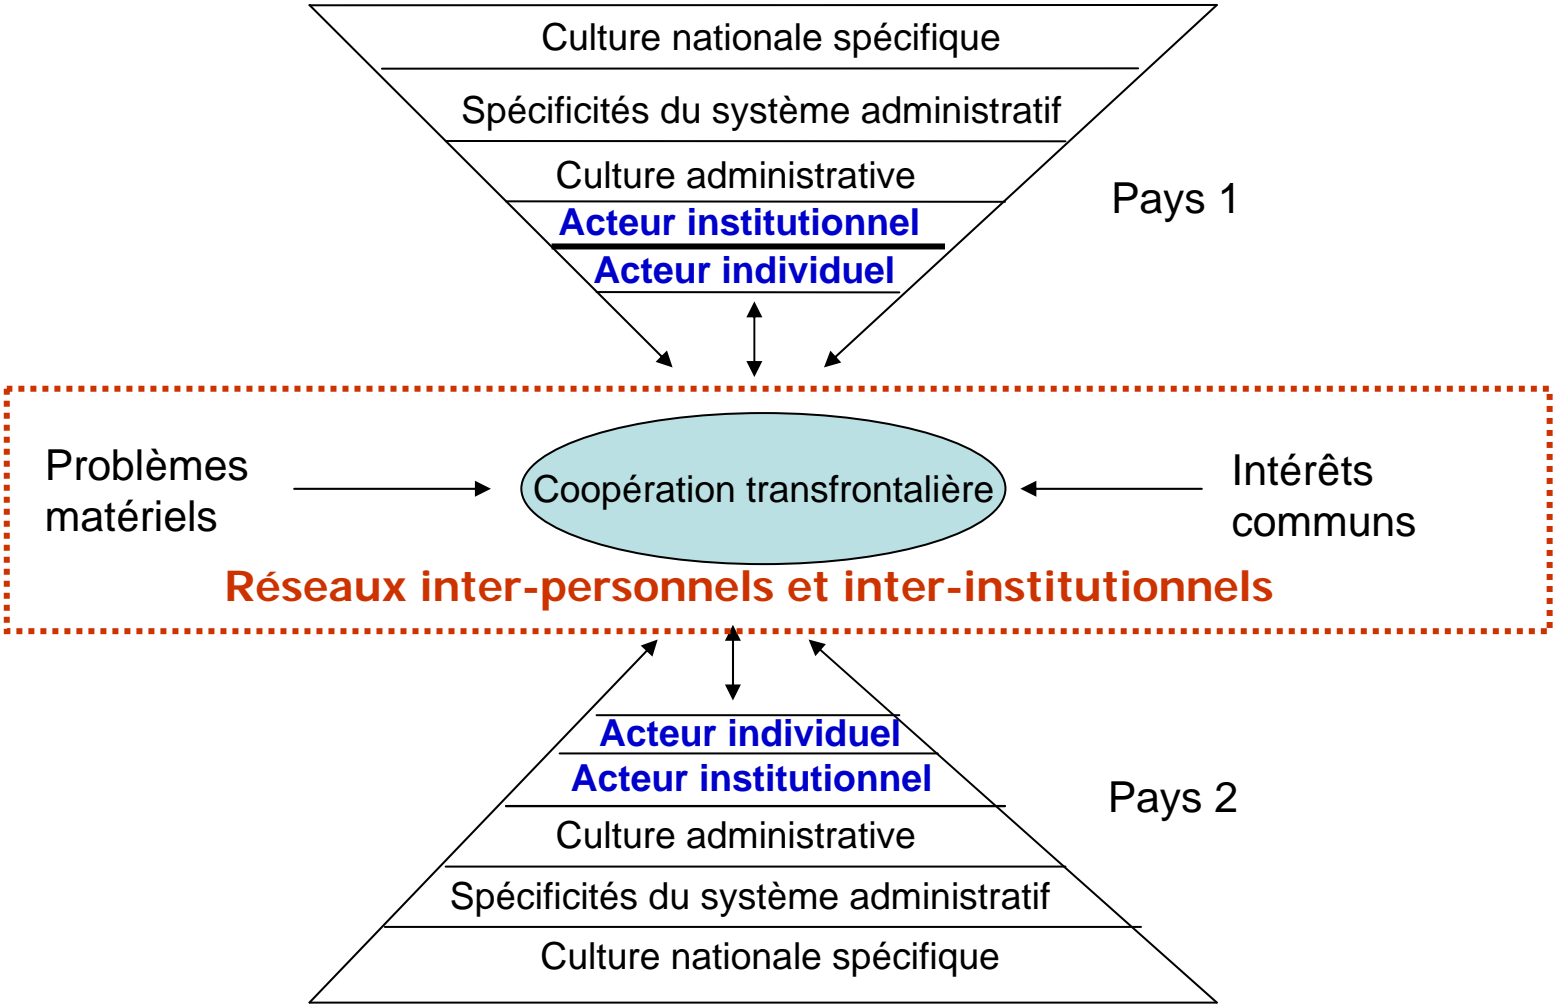 Culture nationale spécifique
Spécificités du système administratif
Culture administrative
Pays 1
Acteur institutionnel
Acteur individuel
Problèmes
matériels
Coopération transfrontalière
Intérêts
communs
Réseaux inter-personnels et inter-institutionnels
Acteur individuel
Acteur institutionnel
Pays 2
Culture administrative
Spécificités du système administratif
Culture nationale spécifique